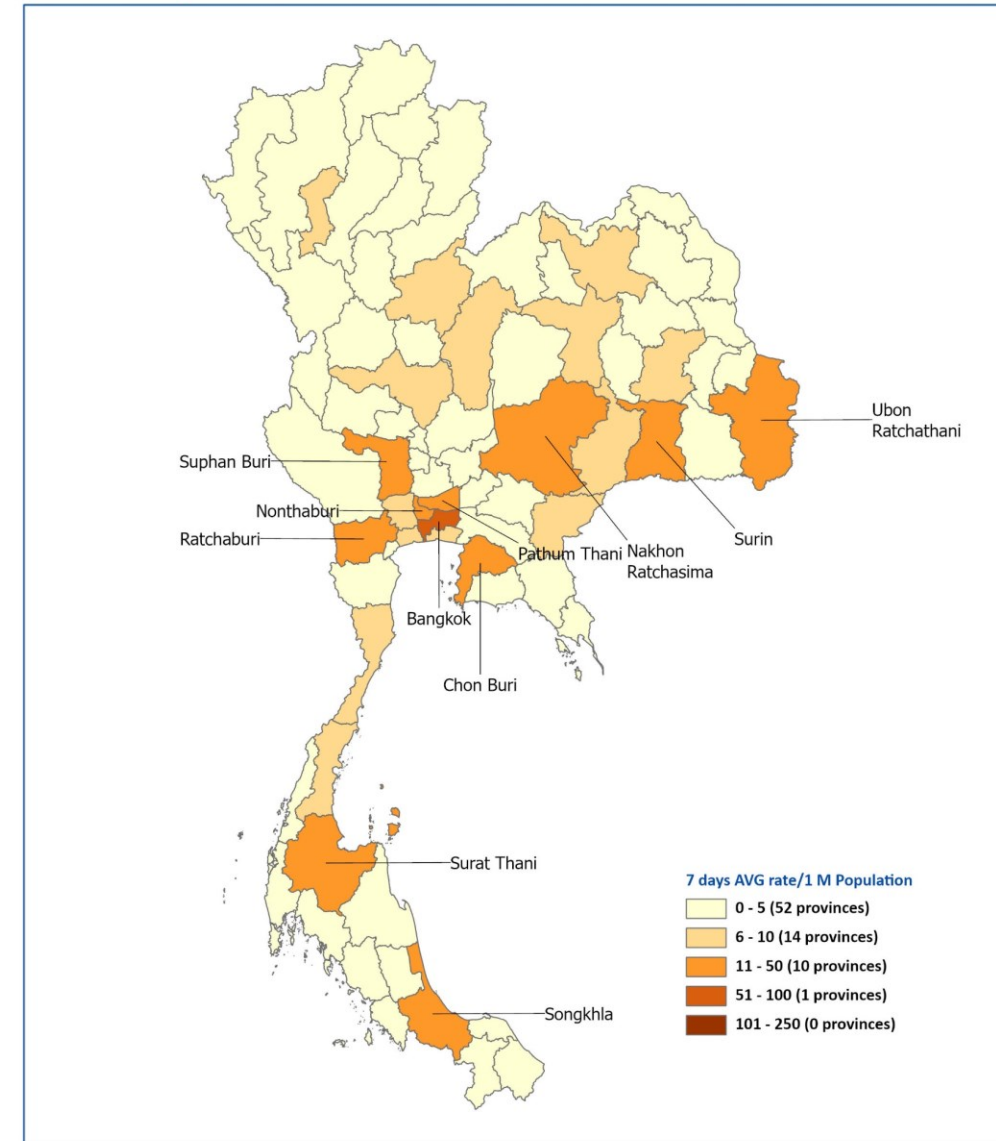 Ubon
Ratchathani
Suphan Buri
Nonthaburi
Ratchaburi
Pathum Thani
Nakhon
Ratchasima
Surin
Bangkok
Chon Buri
Surat Thani
Songkhla
7 days AVG rate/1 M Population
0 - 5 (52 provinces)
6 - 10 (14 provinces)
11 - 50 (10 provinces)
51 - 100 (1 provinces)
101 - 250 (0 provinces)